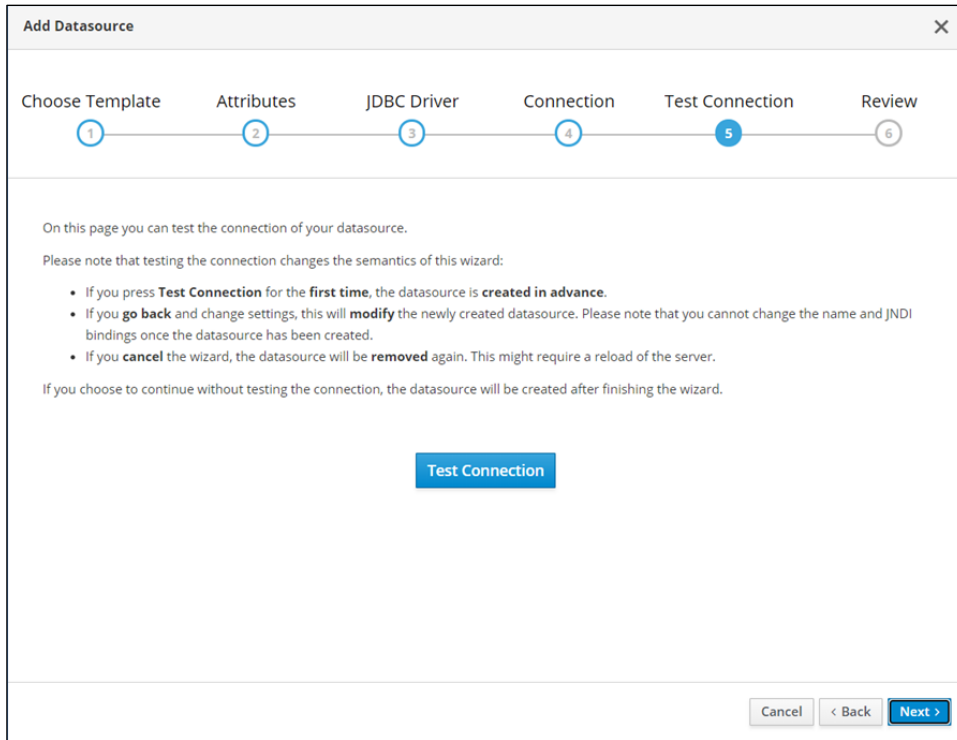 Add Datasource
Choose Template Attributes JDBC Driver Connection Test Connection Review
1 2 3 4 5 6
On this page you can test the connection of your datasource.
Please note that testing the connection changes the semantics of this wizard:
• If you press Test Connection for the first time, the datasource is created in advance.
• If you go back and change settings, this will modify the newly created datasource. Please note that you cannot change the name and JNDI
bindings once the datasource has been created.
• If you cancel the wizard, the datasource will be removed again. This might require a reload of the server.
If you choose to continue without testing the connection, the datasource will be created after finishing the wizard.
Test Connection
Cancel < Back Next >